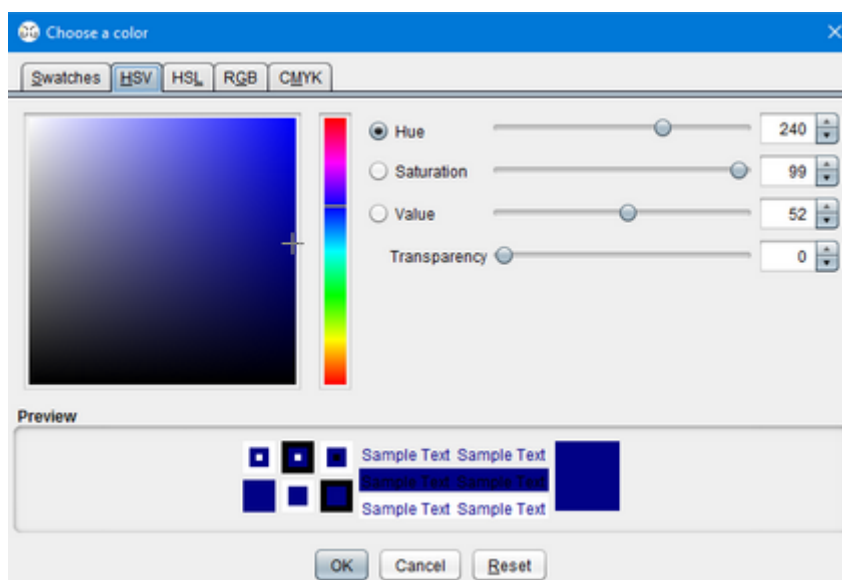 Choose a color
Swatches HSV HSL RGB CMYK
Hue 240
Saturation 99
Value 52
Transparency 0
Preview
Sample Text Sample Text
Sample Text Sample Text
Sample Text Sample Text
OK Cancel Reset